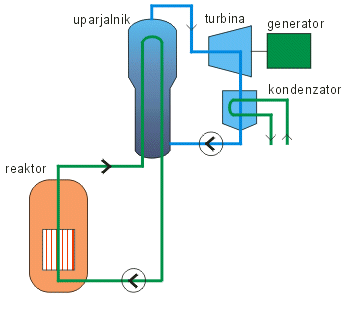 uparjalnik
turbina
generator
kondenzator
reaktor